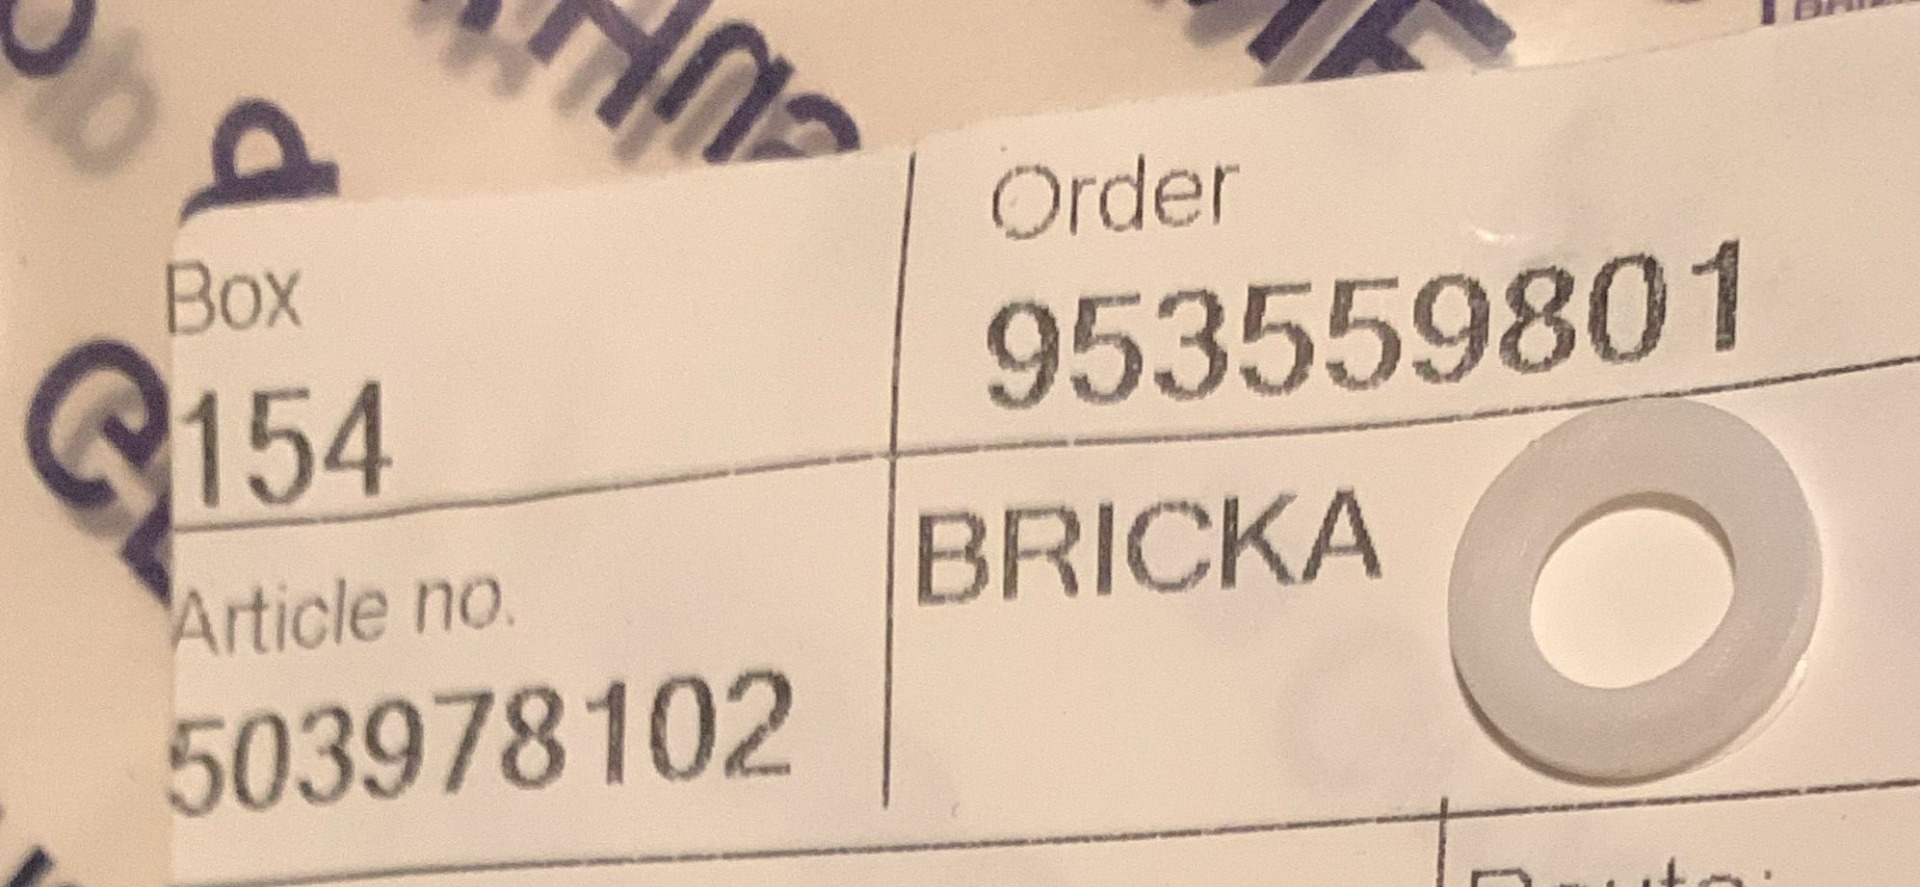 Box
154
Order
953559801
Article no.
503978102
BRICKA